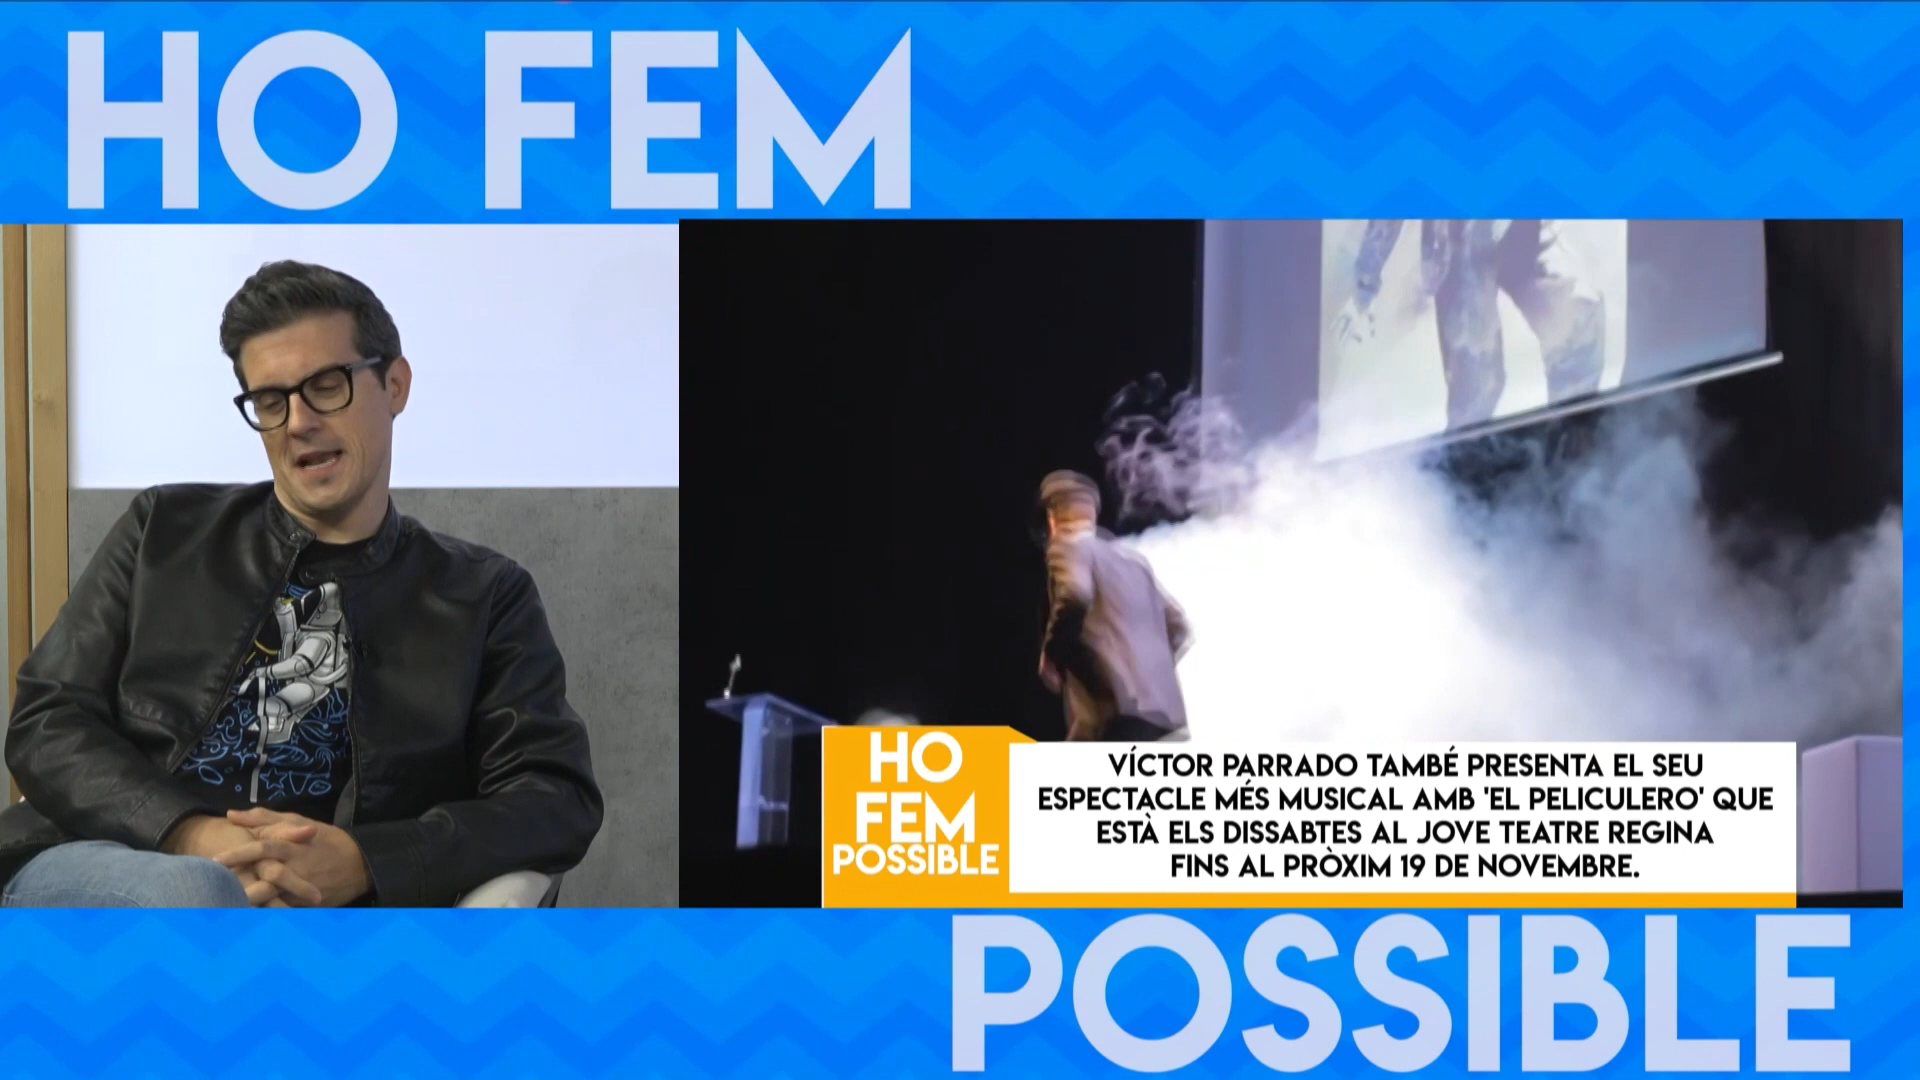 HO FEM
HO
FEM
POSSIBLE
VÍCTOR PARRADO TAMBÉ PRESENTA EL SEU
ESPECTACLE MÉS MUSICAL AMB 'EL PELICULERO' QUE
ESTÀ ELS DISSABTES AL JOVE TEATRE REGINA
FINS AL PRÒXIM 19 DE NOVEMBRE.
POSSIBLE